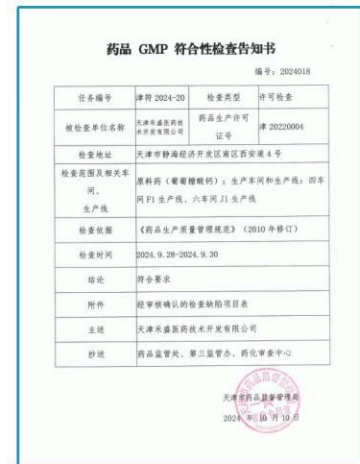 药品 GMP 符合性检查告知书
编号：2024018
任务编号 津符 2024-20 检查类型 许可检查
被检查单位名称 天津禾盛医药技术开发有限公司 药品生产许可证号 津 20220004
检查地址 天津市静海经济开发区南区西安道 4 号
检查范围及相关车间、生产线 原料药（葡萄糖酸钙）；生产车间和生产线：四车
间 F1 生产线、六车间 J1 生产线
检查依据 《药品生产质量管理规范》（2010 年修订）
检查时间 2024.9.28-2024.9.30
结论 符合要求
附件 经审核确认的检查缺陷项目表
主送 天津禾盛医药技术开发有限公司
抄送 药品监管处、第三监管办、药化审查中心
天津市药品监督管理局
2024 年 10 月 10 日